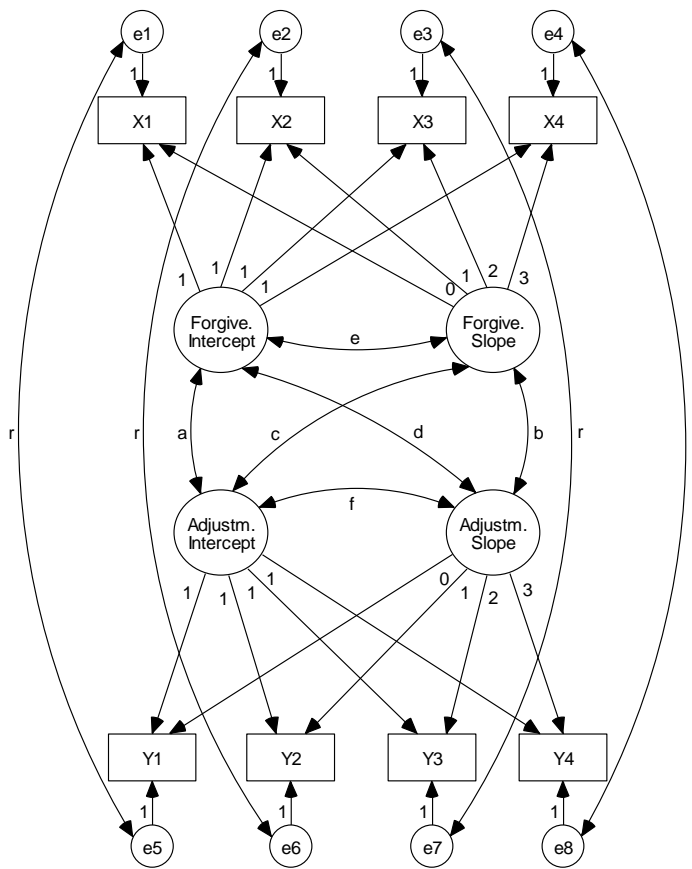 e1 e2 e3 e4
1 1 1 1
X1 X2 X3 X4
1 1 1 1 0 1 2 3
Forgive.
Intercept
Forgive.
Slope
e
r r a c d b r
f
Adjustm.
Intercept
Adjustm.
Slope
1 1 1 1 0 1 2 3
Y1 Y2 Y3 Y4
1 1 1 1
e5 e6 e7 e8